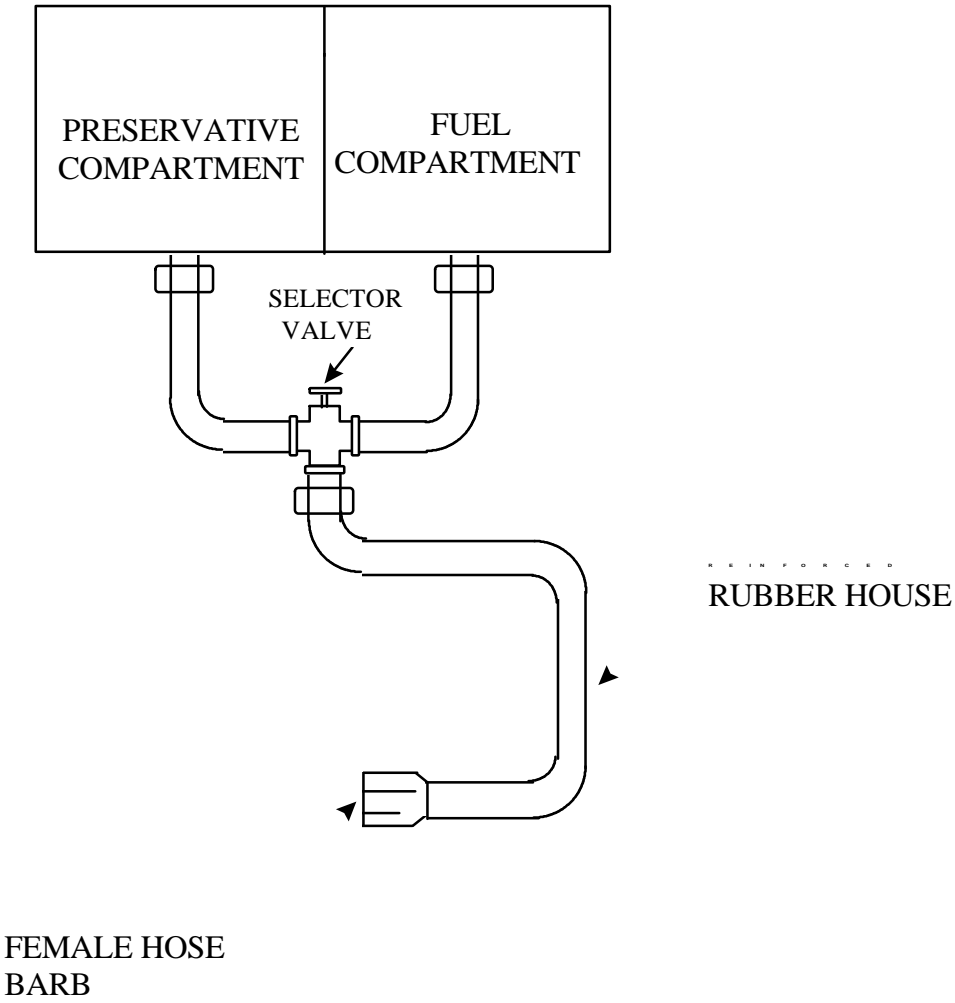 PRESERVATIVE
COMPARTMENT
FUEL
COMPARTMENT
SELECTOR
VALVE
REINFORCED
RUBBER HOUSE
FEMALE HOSE
BARB